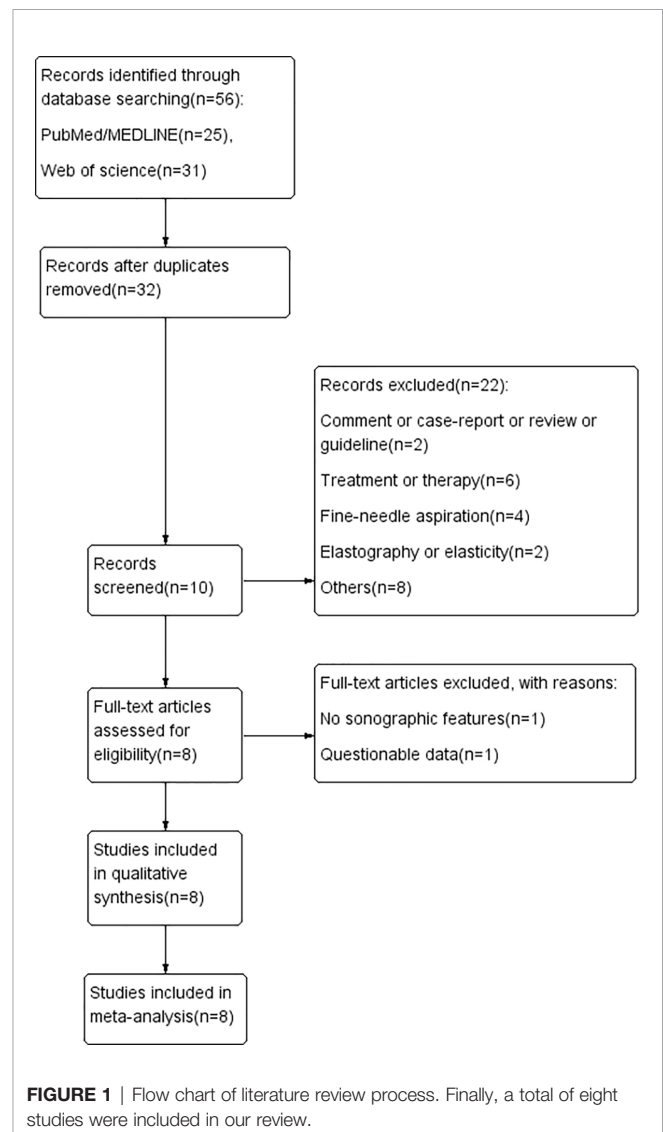 Records identified through
database searching(n=56):
PubMed/MEDLINE(n=25),
Web of science(n=31)
Records after duplicates
removed(n=32)
Records excluded(n=22):
Comment or case-report or review or
guideline(n=2)
Treatment or therapy(n=6)
Fine-needle aspiration(n=4)
Elastography or elasticity(n=2)
Others(n=8)
Records
screened(n=10)
Full-text articles excluded, with reasons:
No sonographic features(n=1)
Questionable data(n=1)
Full-text articles
assessed for
eligibility(n=8)
Studies included
in qualitative
synthesis(n=8)
Studies included in
meta-analysis(n=8)
FIGURE 1 | Flow chart of literature review process. Finally, a total of eight
studies were included in our review.